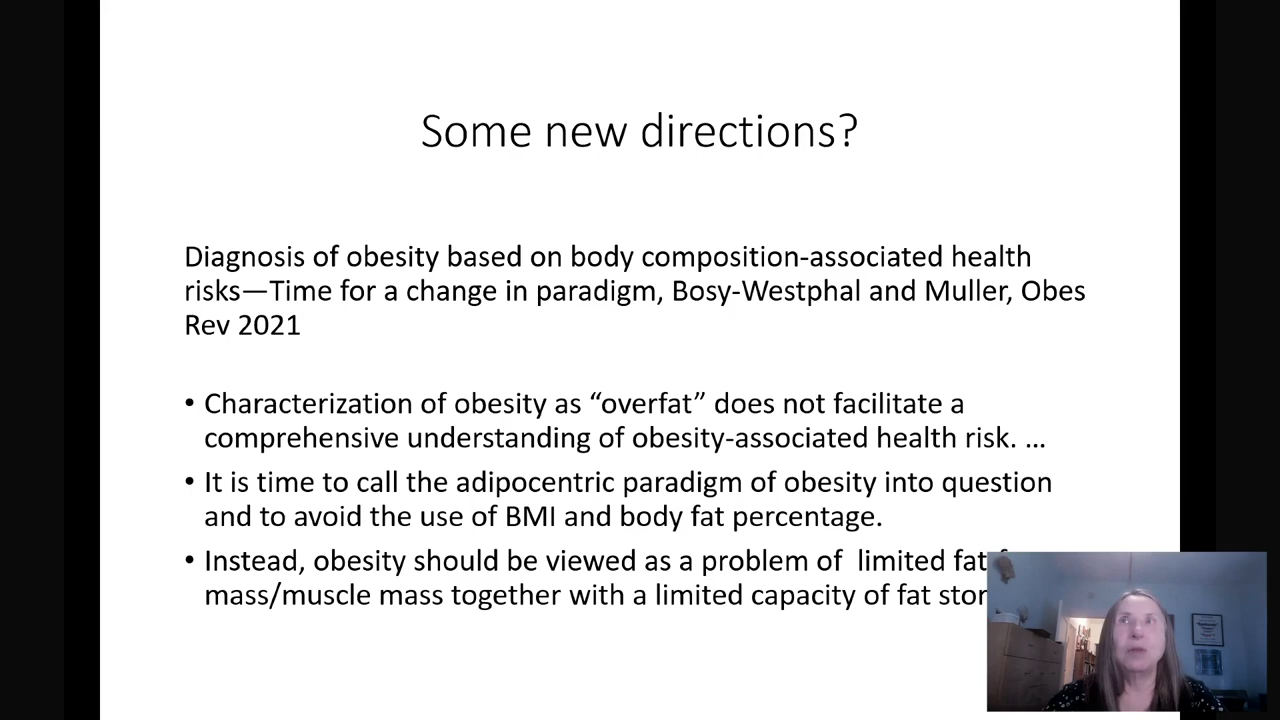 Some new directions?
Diagnosis of obesity based on body composition-associated health
risks—Time for a change in paradigm, Bosy-Westphal and Muller, Obes
Rev 2021
• Characterization of obesity as “overfat” does not facilitate a
comprehensive understanding of obesity-associated health risk. ...
• It is time to call the adipocentric paradigm of obesity into question
and to avoid the use of BMI and body fat percentage.
• Instead, obesity should be viewed as a problem of  limited fat
mass/muscle mass together with a limited capacity of fat